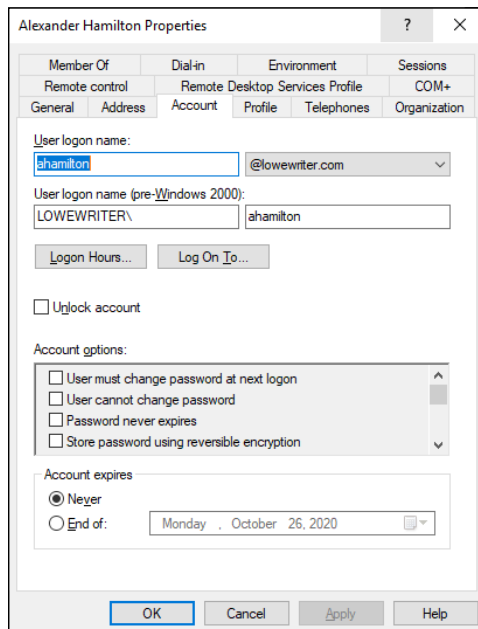 Alexander Hamilton Properties ? ×
Member Of Dial-in Environment Sessions
Remote control Remote Desktop Services Profile COM+
General Address Account Profile Telephones Organization
User logon name:
ahamilton @lowewriter.com
User logon name (pre-Windows 2000):
LOWEWRITER\ ahamilton
Logon Hours... Log On To...
Unlock account
Account options:
User must change password at next logon
User cannot change password
Password never expires
Store password using reversible encryption
Account expires
Never
End of: Monday , October 26, 2020
OK Cancel Apply Help